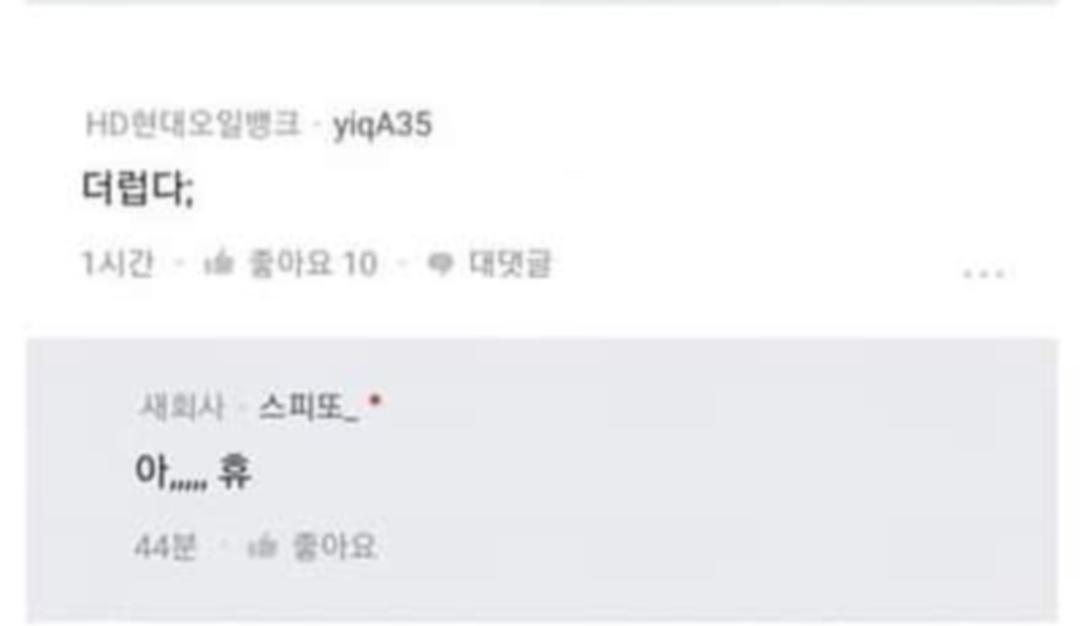 HD현대오일뱅크 · yiqA35
더럽다;
1시간 · 좋아요 10 · 대댓글
...
새회사 · 스피또_
아,,,,, 휴
44분 · 좋아요